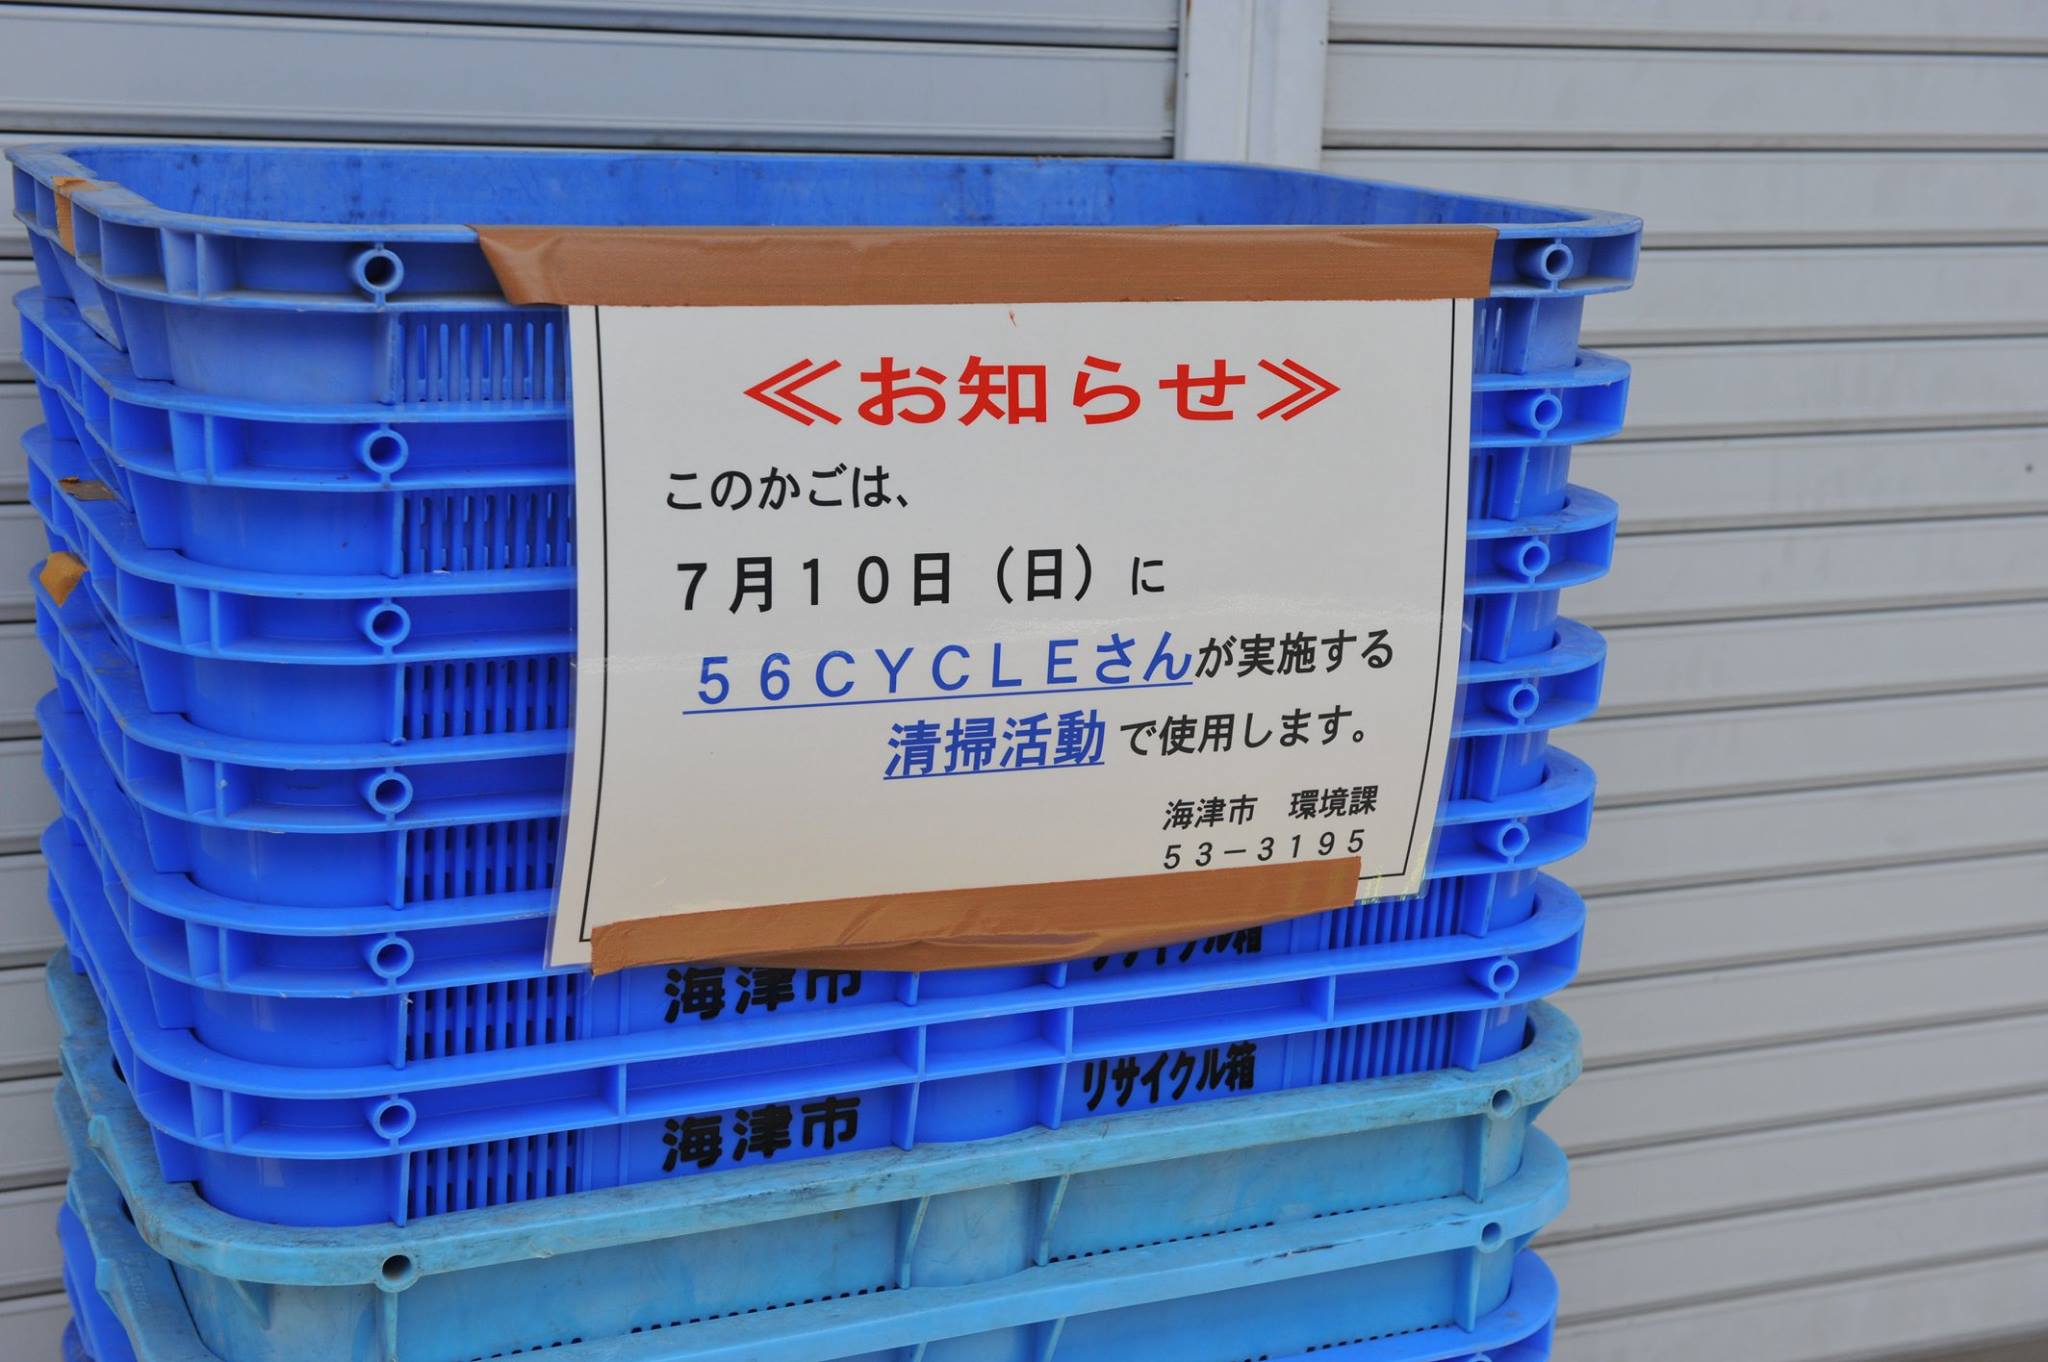 ≪お知らせ≫
このかごは、
７月１０日（日）に
５６ＣＹＣＬＥさんが実施する
清掃活動で使用します。
海津市　環境課
５３－３１９５
海津市 リサイクル箱
海津市 リサイクル箱